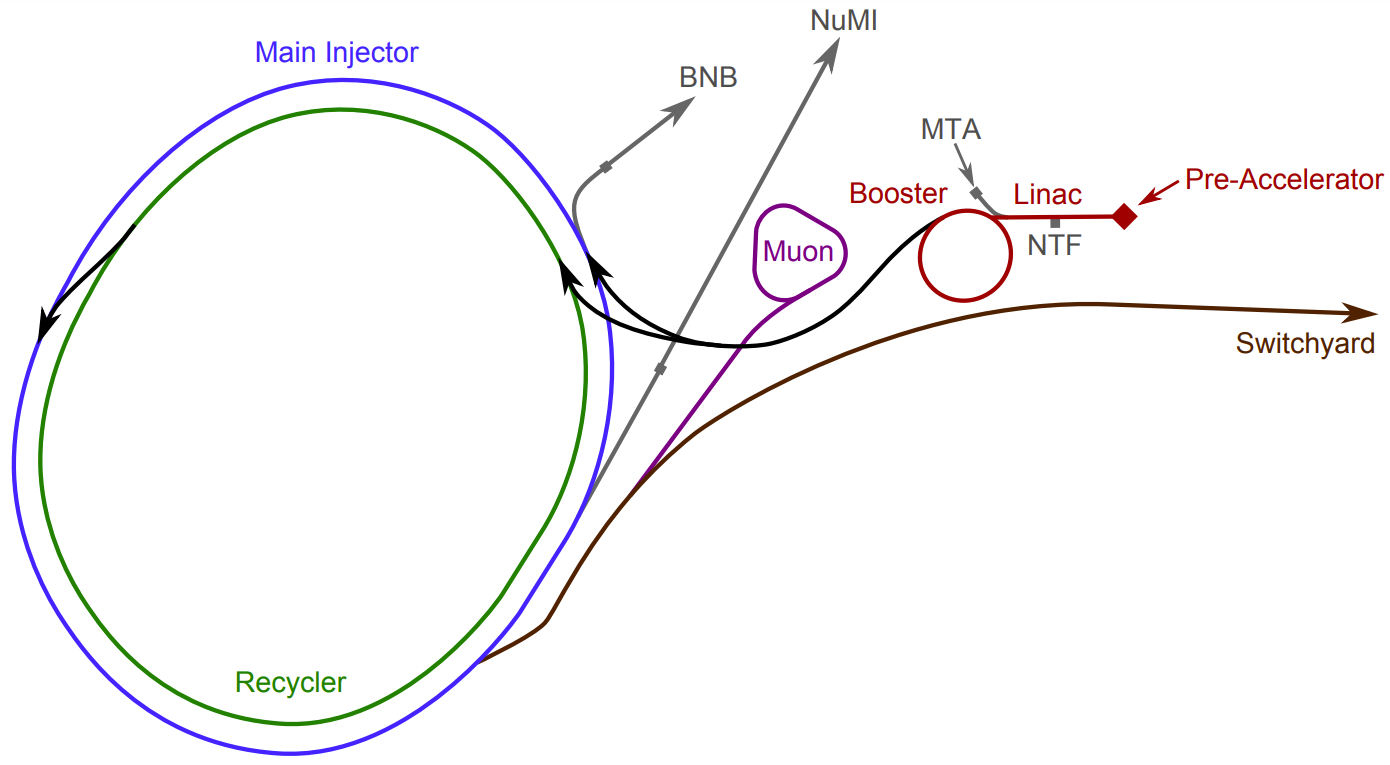 NuMI
Main Injector
BNB
MTA
Pre-Accelerator
Booster
Linac
Muon
NTF
Switchyard
Recycler